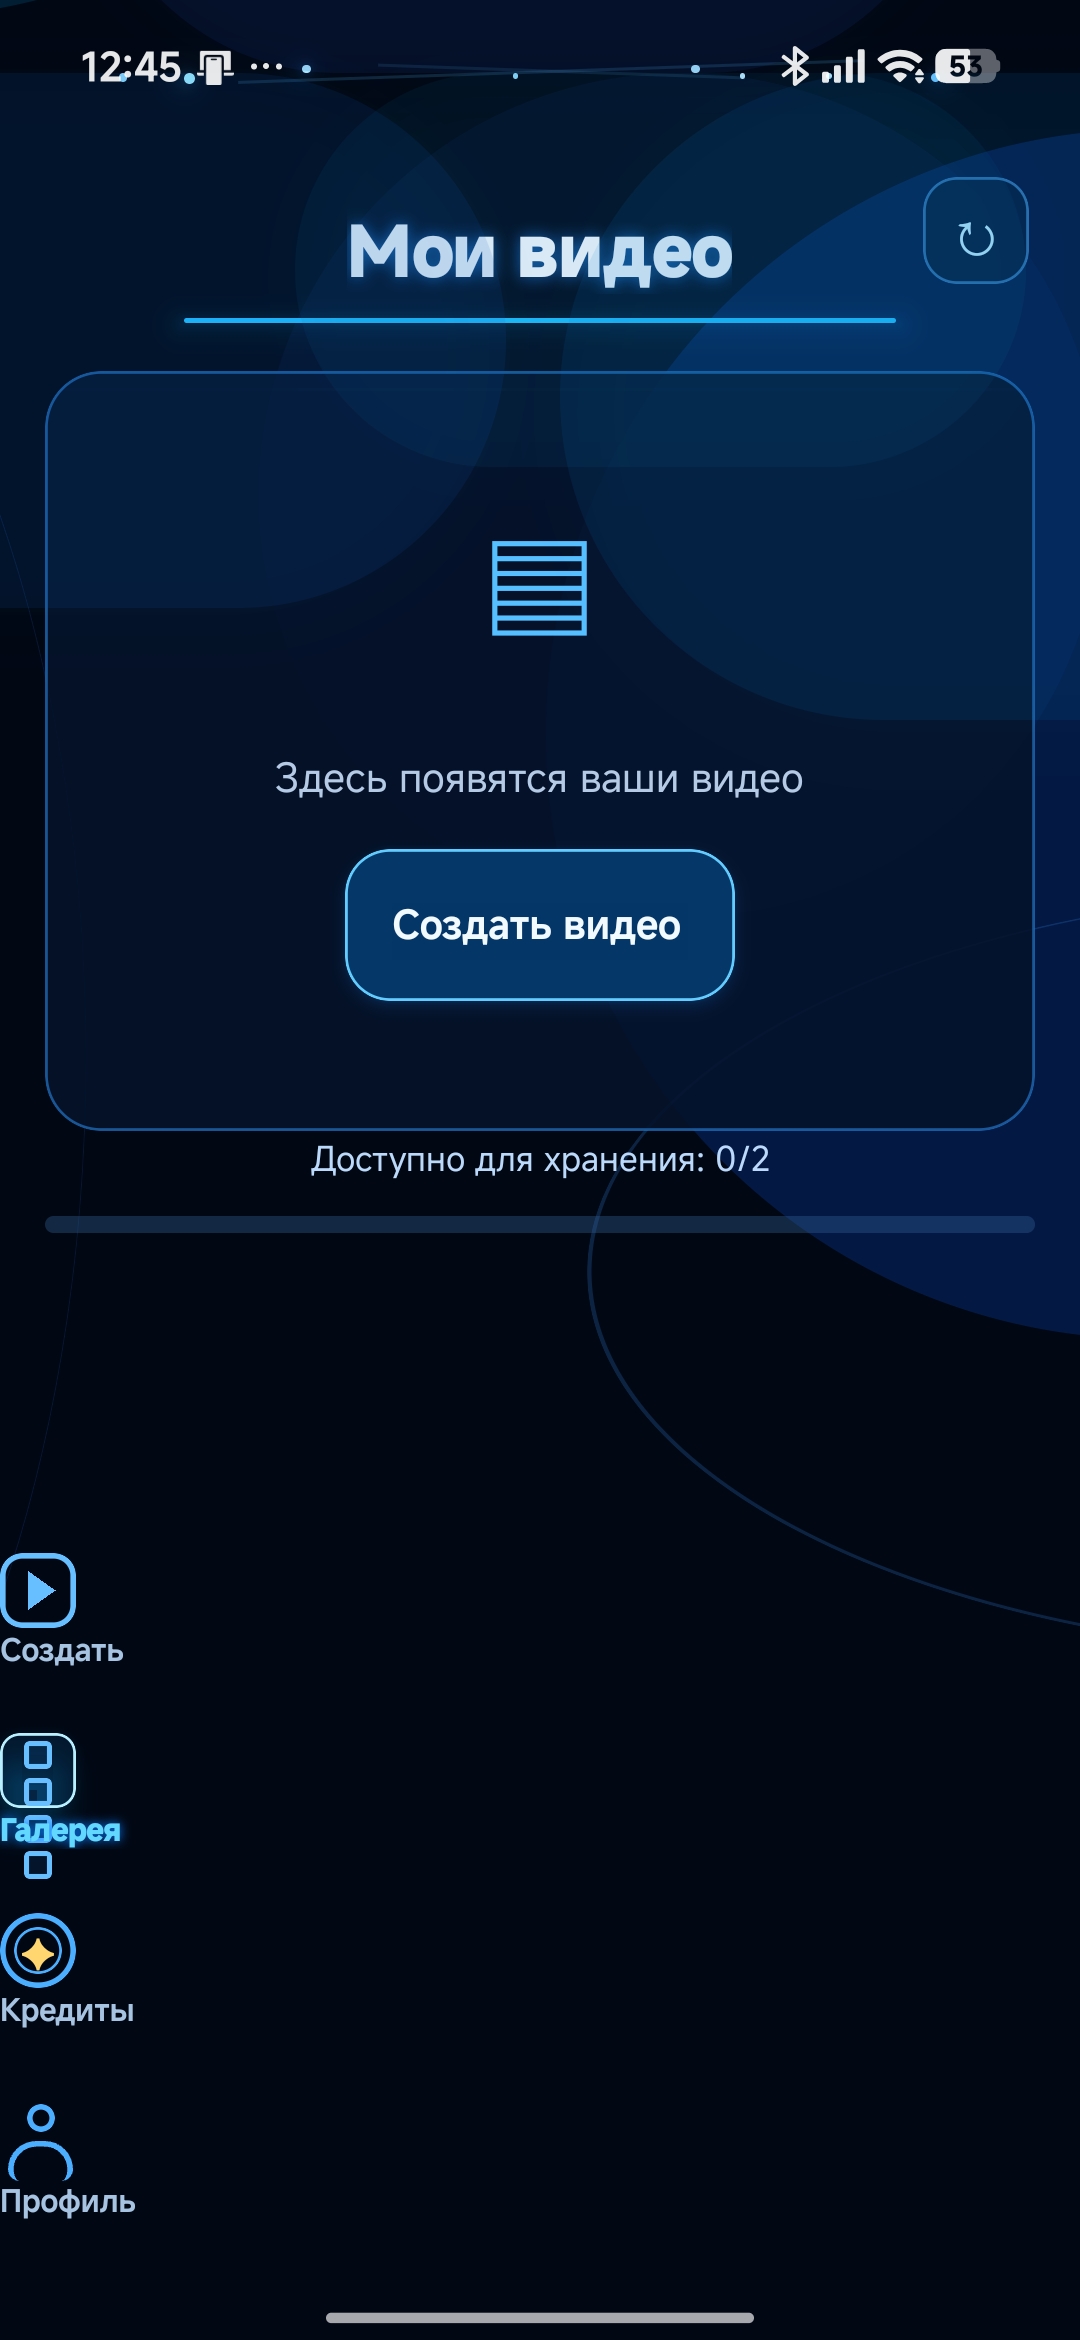 12:45
53
Мои видео
Здесь появятся ваши видео
Создать видео
Доступно для хранения: 0/2
Создать
Галерея
Кредиты
Профиль